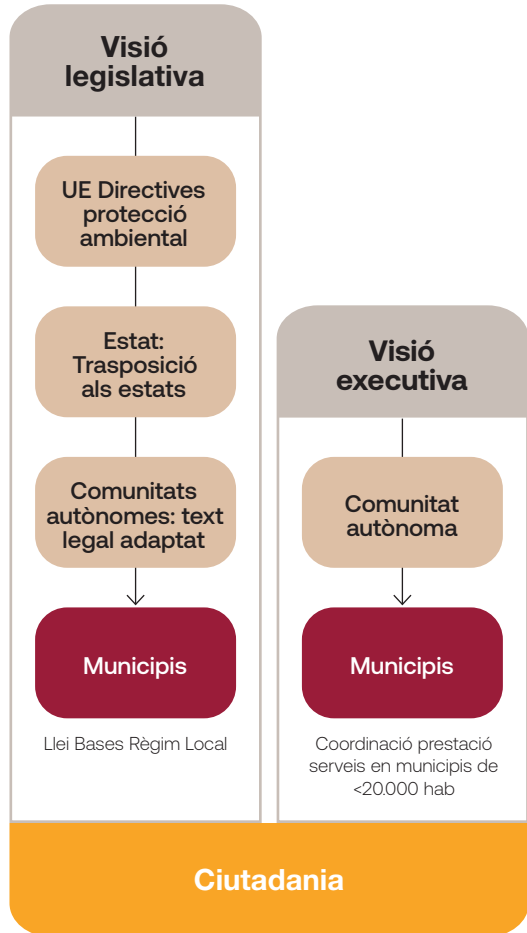 Visió
legislativa
UE Directives
protecció
ambiental
Estat:
Trasposició
als estats
Comunitats
autònomes: text
legal adaptat
Municipis
Llei Bases Règim Local
Visió
executiva
Comunitat
autònoma
Municipis
Coordinació prestació
serveis en municipis de
<20.000 hab
Ciutadania